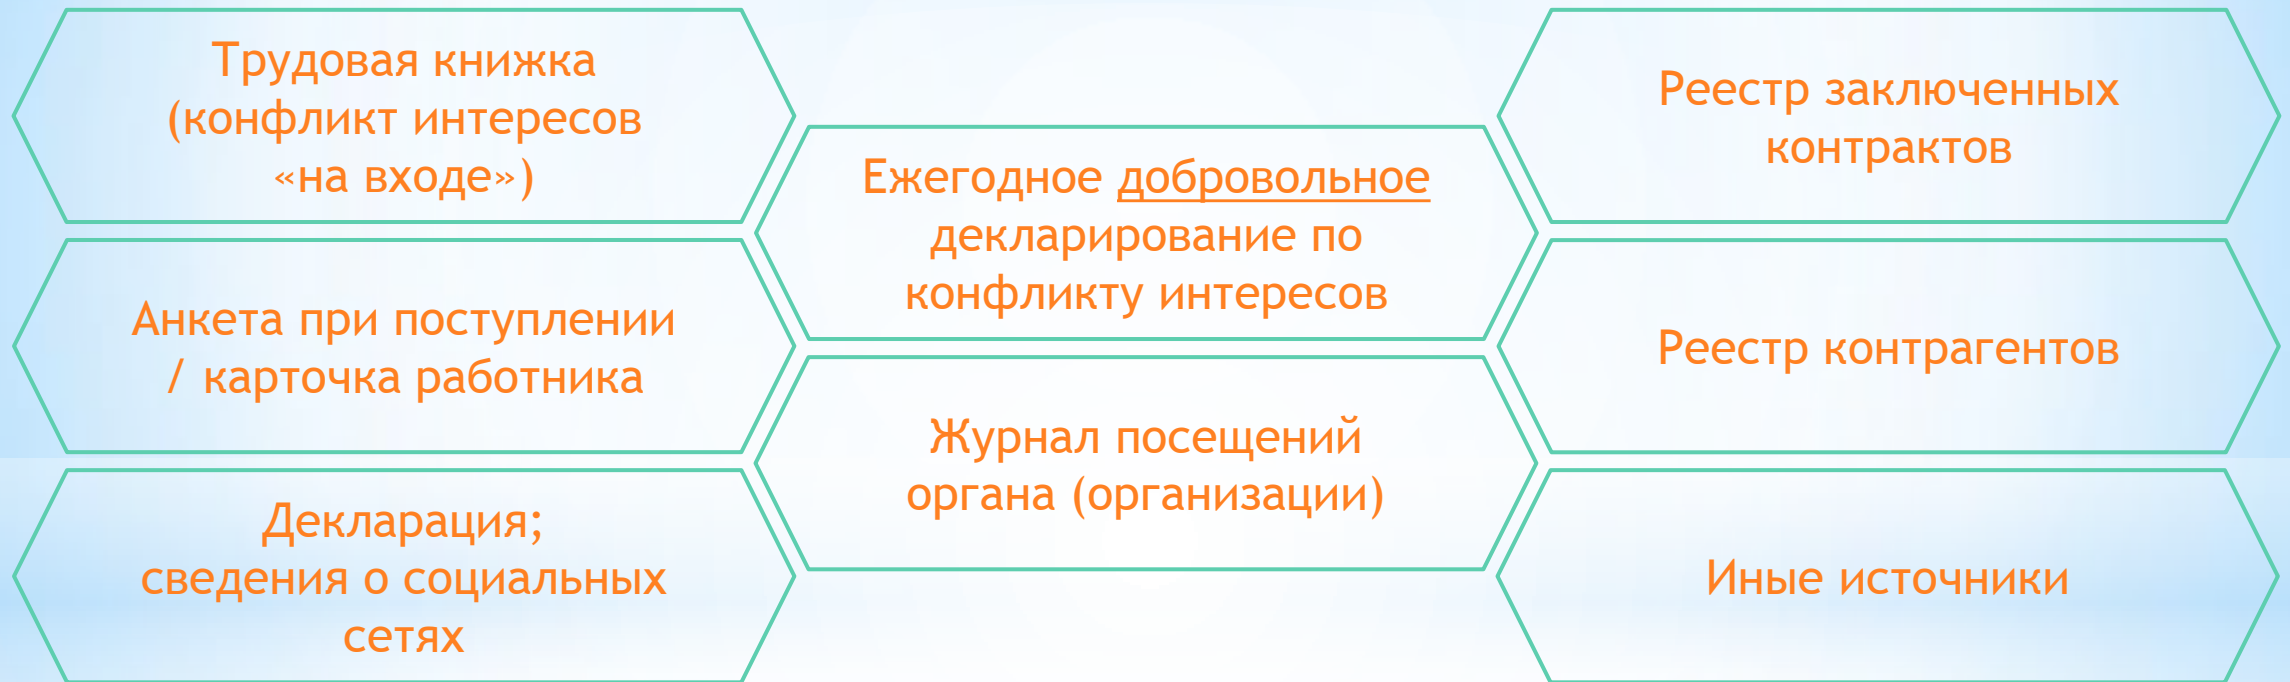 Трудовая книжка
(конфликт интересов
«на входе»)
Анкета при поступлении
/ карточка работника
Декларация;
сведения о социальных
сетях
Ежегодное добровольное
декларирование по
конфликту интересов
Журнал посещений
органа (организации)
Реестр заключенных
контрактов
Реестр контрагентов
Иные источники